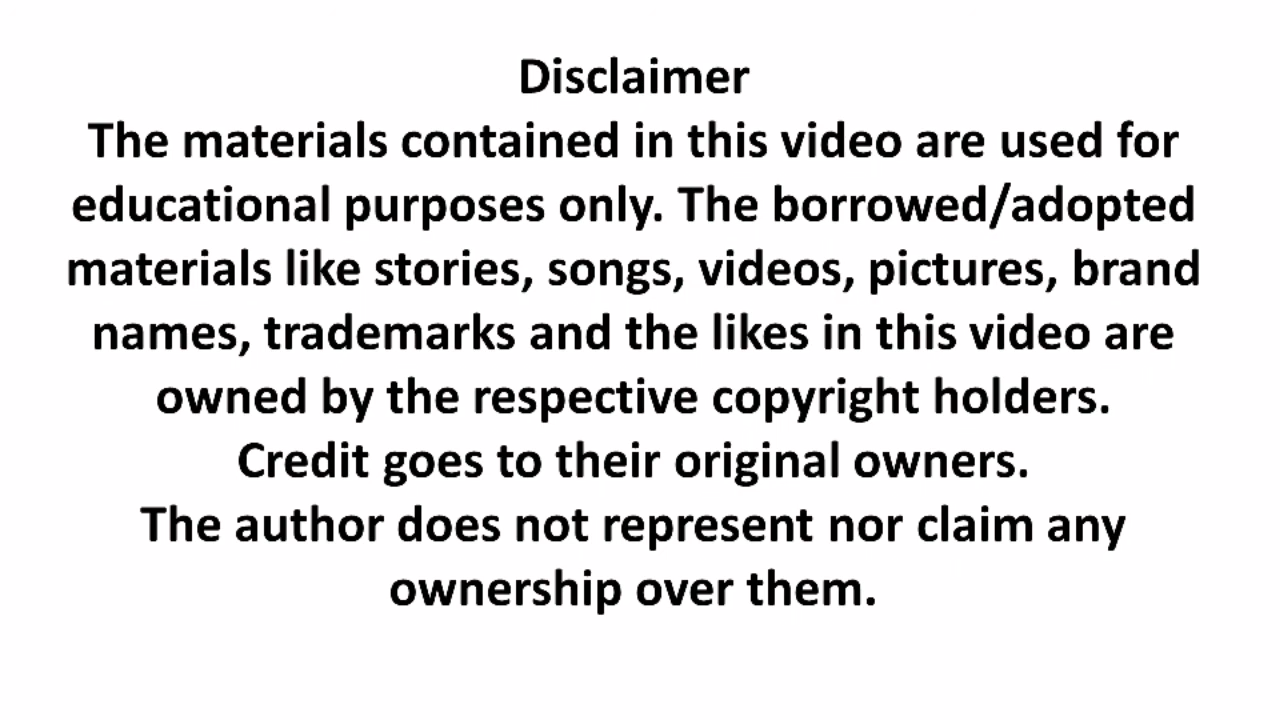 Disclaimer
The materials contained in this video are used for
educational purposes only. The borrowed/adopted
materials like stories, songs, videos, pictures, brand
names, trademarks and the likes in this video are
owned by the respective copyright holders.
Credit goes to their original owners.
The author does not represent nor claim any
ownership over them.